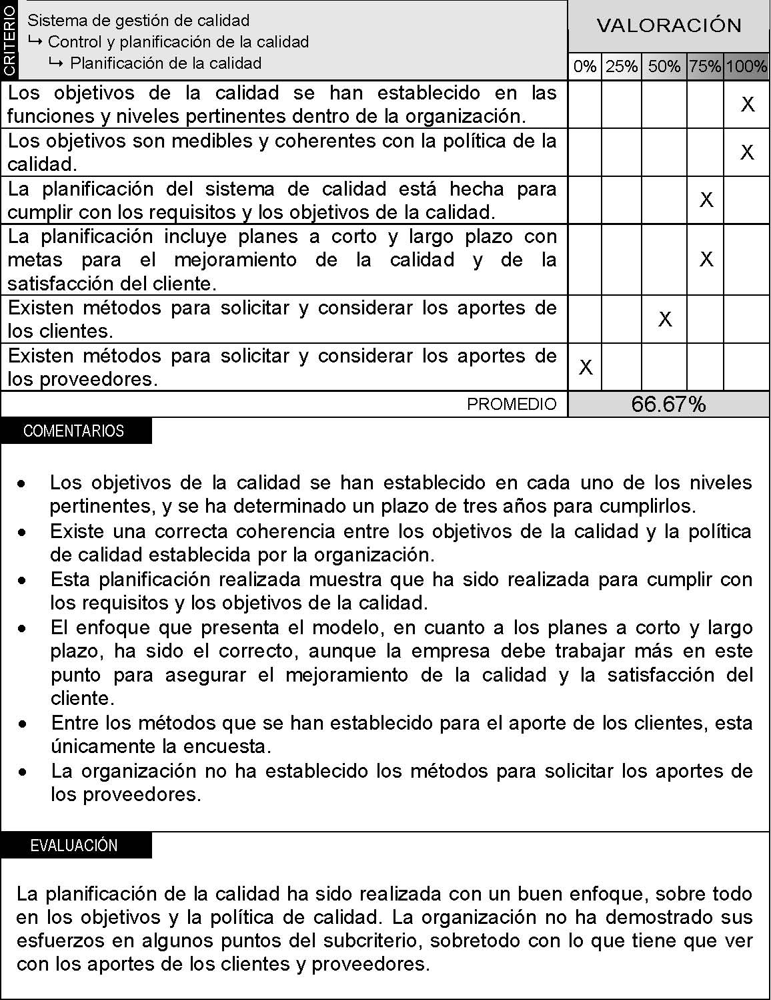 CRITERIO
Sistema de gestión de calidad
↳ Control y planificación de la calidad
↳ Planificación de la calidad
VALORACIÓN
0% 25% 50% 75% 100%
Los objetivos de la calidad se han establecido en las
funciones y niveles pertinentes dentro de la organización.
X
Los objetivos son medibles y coherentes con la política de la
calidad.
X
La planificación del sistema de calidad está hecha para
cumplir con los requisitos y los objetivos de la calidad.
X
La planificación incluye planes a corto y largo plazo con
metas para el mejoramiento de la calidad y de la
satisfacción del cliente.
X
Existen métodos para solicitar y considerar los aportes de
los clientes.
X
Existen métodos para solicitar y considerar los aportes de
los proveedores.
X
PROMEDIO 66.67%
COMENTARIOS
• Los objetivos de la calidad se han establecido en cada uno de los niveles
pertinentes, y se ha determinado un plazo de tres años para cumplirlos.
• Existe una correcta coherencia entre los objetivos de la calidad y la política
de calidad establecida por la organización.
• Esta planificación realizada muestra que ha sido realizada para cumplir con
los requisitos y los objetivos de la calidad.
• El enfoque que presenta el modelo, en cuanto a los planes a corto y largo
plazo, ha sido el correcto, aunque la empresa debe trabajar más en este
punto para asegurar el mejoramiento de la calidad y la satisfacción del
cliente.
• Entre los métodos que se han establecido para el aporte de los clientes, esta
únicamente la encuesta.
• La organización no ha establecido los métodos para solicitar los aportes de
los proveedores.
EVALUACIÓN
La planificación de la calidad ha sido realizada con un buen enfoque, sobre todo
en los objetivos y la política de calidad. La organización no ha demostrado sus
esfuerzos en algunos puntos del subcriterio, sobretodo con lo que tiene que ver
con los aportes de los clientes y proveedores.